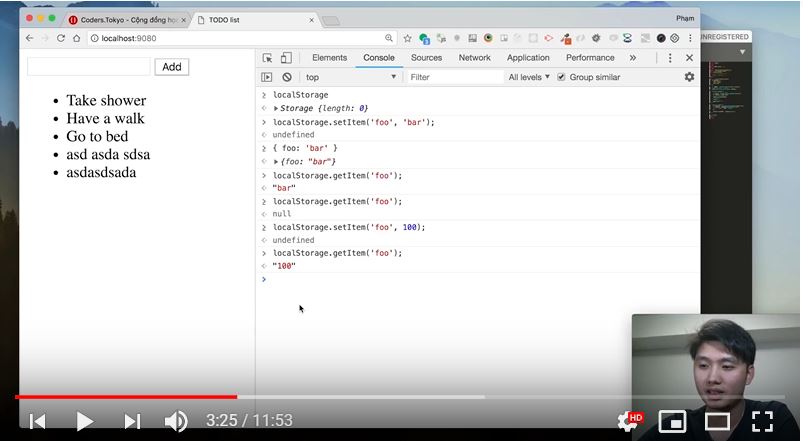 Coders.Tokyo - Cộng đồng học
TODO list
Phạm
localhost:9080
UNREGISTERED
Elements Console Sources Network Application Performance »
top Filter All levels Group similar
Add
Take shower
Have a walk
Go to bed
asd asda sdsa
asdasdsada
localStorage
Storage {length: 0}
localStorage.setItem('foo', 'bar');
undefined
{ foo: 'bar' }
{foo: "bar"}
localStorage.getItem('foo');
"bar"
localStorage.getItem('foo');
null
localStorage.setItem('foo', 100);
undefined
localStorage.getItem('foo');
"100"
3:25 / 11:53
HD